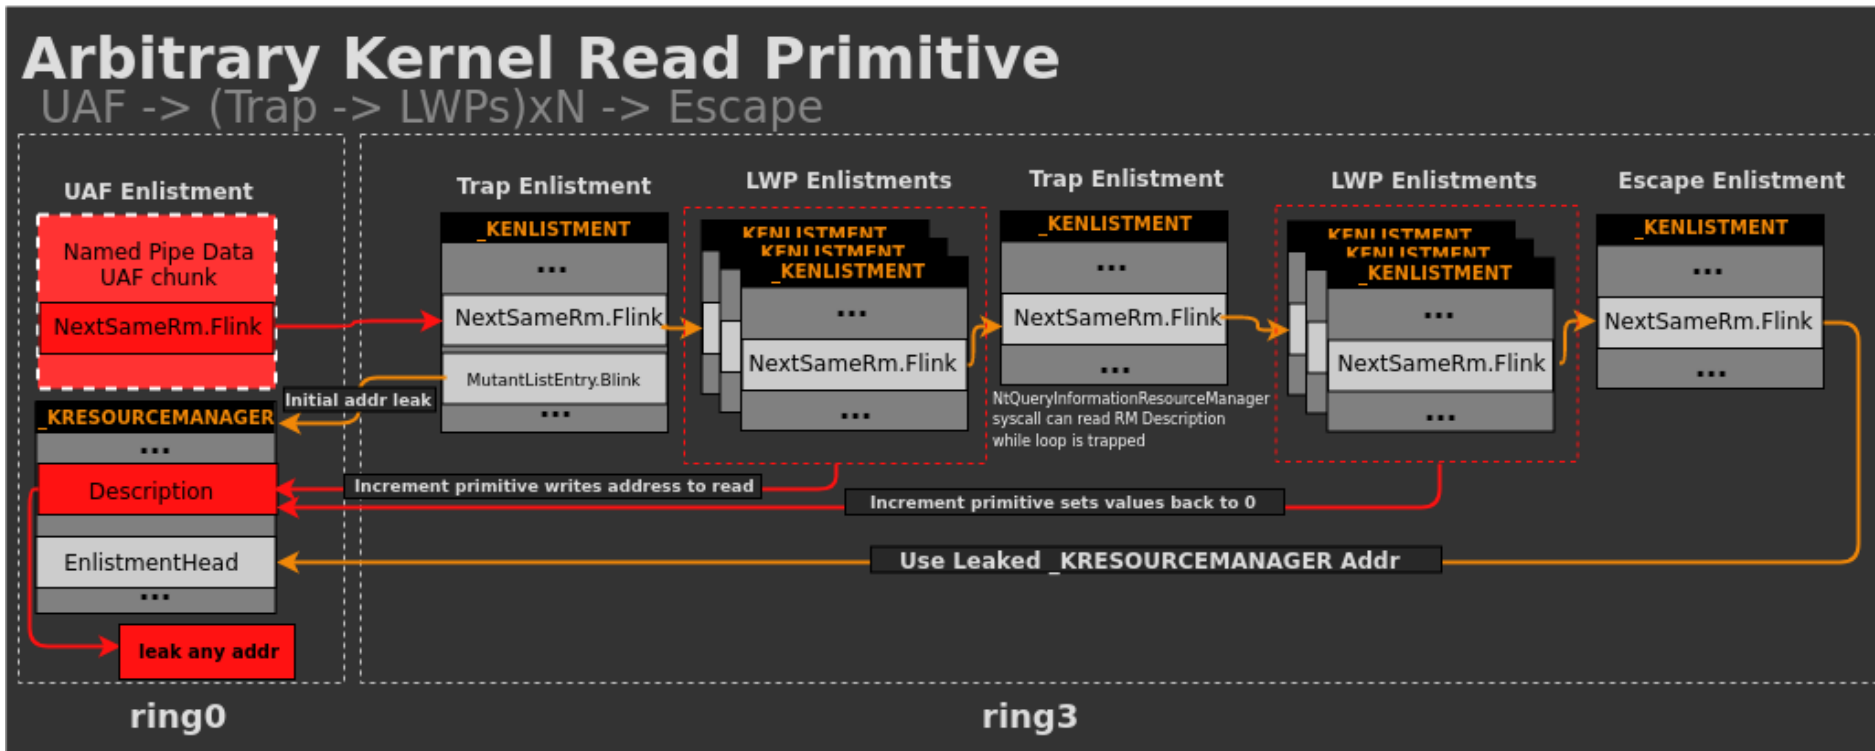 Arbitrary Kernel Read Primitive
UAF -> (Trap -> LWPs)xN -> Escape
UAF Enlistment
Named Pipe Data
UAF chunk
NextSameRm.Flink
_KRESOURCEMANAGER
...
Description
EnlistmentHead
...
leak any addr
ring0
Trap Enlistment
_KENLISTMENT
...
NextSameRm.Flink
MutantListEntry.Blink
...
Initial addr leak
LWP Enlistments
_KENLISTMENT
KENLISTMENT
_KENLISTMENT
...
NextSameRm.Flink
...
Trap Enlistment
_KENLISTMENT
...
NextSameRm.Flink
...
NtQueryInformationResourceManager
syscall can read RM Description
while loop is trapped
LWP Enlistments
_KENLISTMENT
KENLISTMENT
_KENLISTMENT
...
NextSameRm.Flink
...
Escape Enlistment
_KENLISTMENT
...
NextSameRm.Flink
...
Increment primitive writes address to read
Increment primitive sets values back to 0
Use Leaked _KRESOURCEMANAGER Addr
ring3